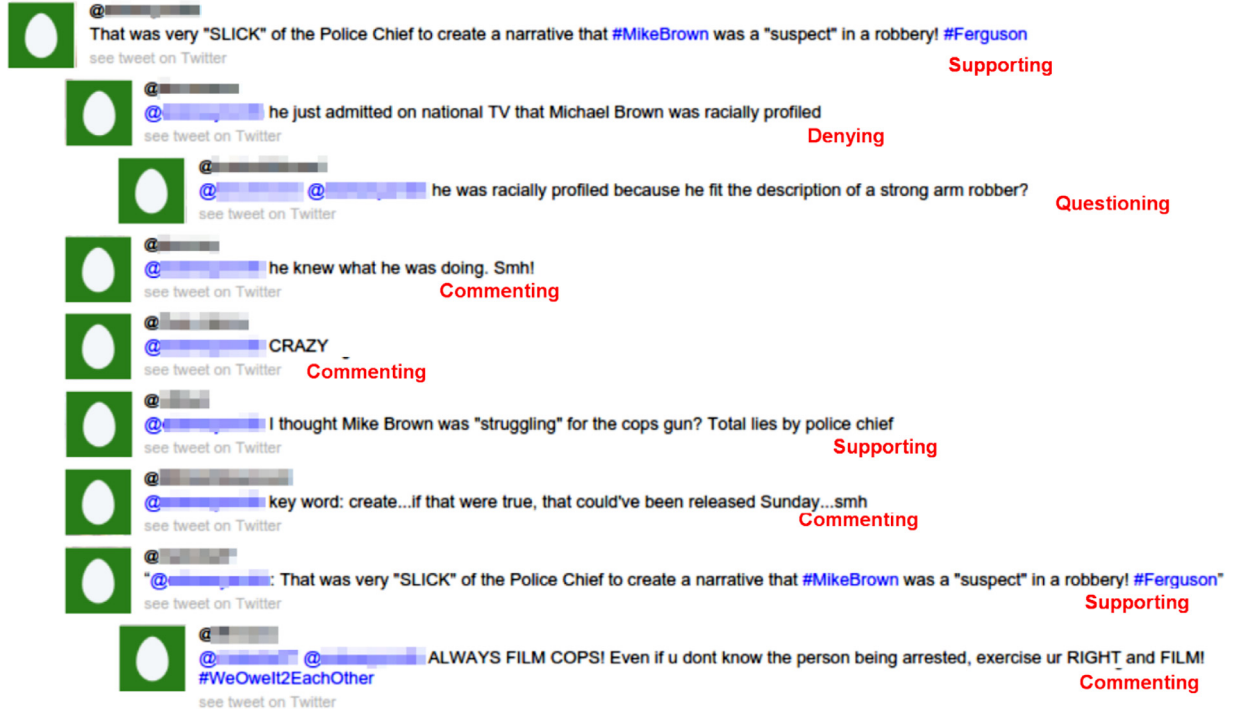 @
That was very "SLICK" of the Police Chief to create a narrative that #MikeBrown was a "suspect" in a robbery! #Ferguson
see tweet on Twitter
Supporting
@
@ he just admitted on national TV that Michael Brown was racially profiled
see tweet on Twitter
Denying
@
@ @ he was racially profiled because he fit the description of a strong arm robber?
see tweet on Twitter
Questioning
@
@ he knew what he was doing. Smh!
see tweet on Twitter
Commenting
@
@ CRAZY
see tweet on Twitter
Commenting
@
@ I thought Mike Brown was "struggling" for the cops gun? Total lies by police chief
see tweet on Twitter
Supporting
@
@ key word: create...if that were true, that could've been released Sunday...smh
see tweet on Twitter
Commenting
@
“@: That was very "SLICK" of the Police Chief to create a narrative that #MikeBrown was a "suspect" in a robbery! #Ferguson”
see tweet on Twitter
Supporting
@
@ @ ALWAYS FILM COPS! Even if u dont know the person being arrested, exercise ur RIGHT and FILM!
#WeOweIt2EachOther
see tweet on Twitter
Commenting